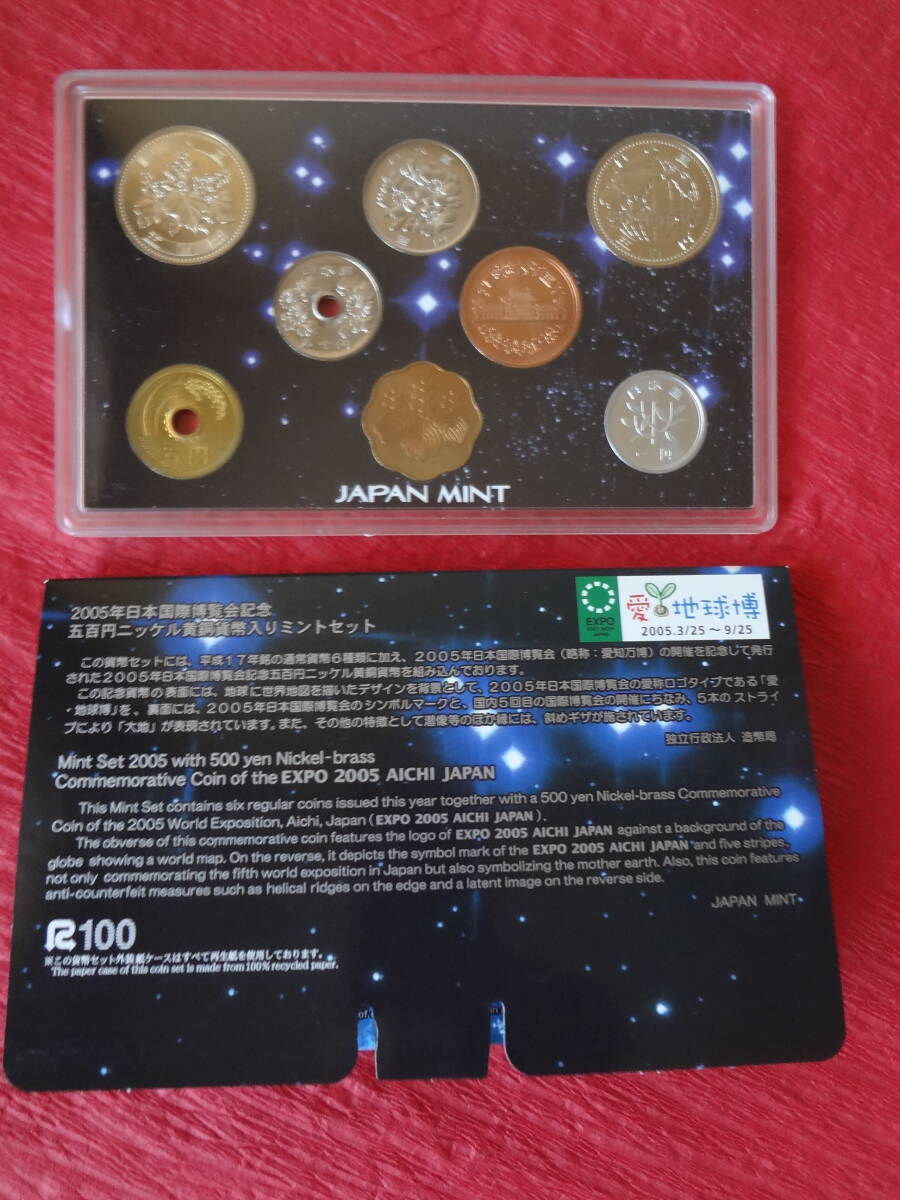 日本国
五十円
五円
日本国
一円
JAPAN MINT
2005年日本国際博覧会記念
五百円ニッケル黄銅貨幣入りミントセット
EXPO
2005 AICHI
JAPAN
愛・地球博
2005.3/25～9/25
この貨幣セットには、平成17年銘の通常貨幣6種類に加え、2005年日本国際博覧会（略称：愛知万博）の開催を記念して発行
された2005年日本国際博覧会記念五百円ニッケル黄銅貨幣を組み込んでおります。
この記念貨幣の表面には、地球に世界地図を描いたデザインを背景として、2005年日本国際博覧会の愛称ロゴタイプである「愛
・地球博」を、裏面には、2005年日本国際博覧会のシンボルマークと、国内5回目の国際博覧会の開催にちなみ、5本のストライ
プにより「大地」が表現されています。また、その他の特徴として潜像等のほか縁には、斜めギザが施されています。
独立行政法人 造幣局
Mint Set 2005 with 500 yen Nickel-brass
Commemorative Coin of the EXPO 2005 AICHI JAPAN
This Mint Set contains six regular coins issued this year together with a 500 yen Nickel-brass Commemorative
Coin of the 2005 World Exposition, Aichi, Japan (EXPO 2005 AICHI JAPAN).
The obverse of this commemorative coin features the logo of EXPO 2005 AICHI JAPAN against a background of the
globe showing a world map. On the reverse, it depicts the symbol mark of the EXPO 2005 AICHI JAPAN and five stripes,
not only commemorating the fifth world exposition in Japan but also symbolizing the mother earth. Also, this coin features
anti-counterfeit measures such as helical ridges on the edge and a latent image on the reverse side.
JAPAN MINT
R100
※この貨幣セット外装紙ケースはすべて再生紙を使用しております。
The paper case of this coin set is made from 100% recycled paper.